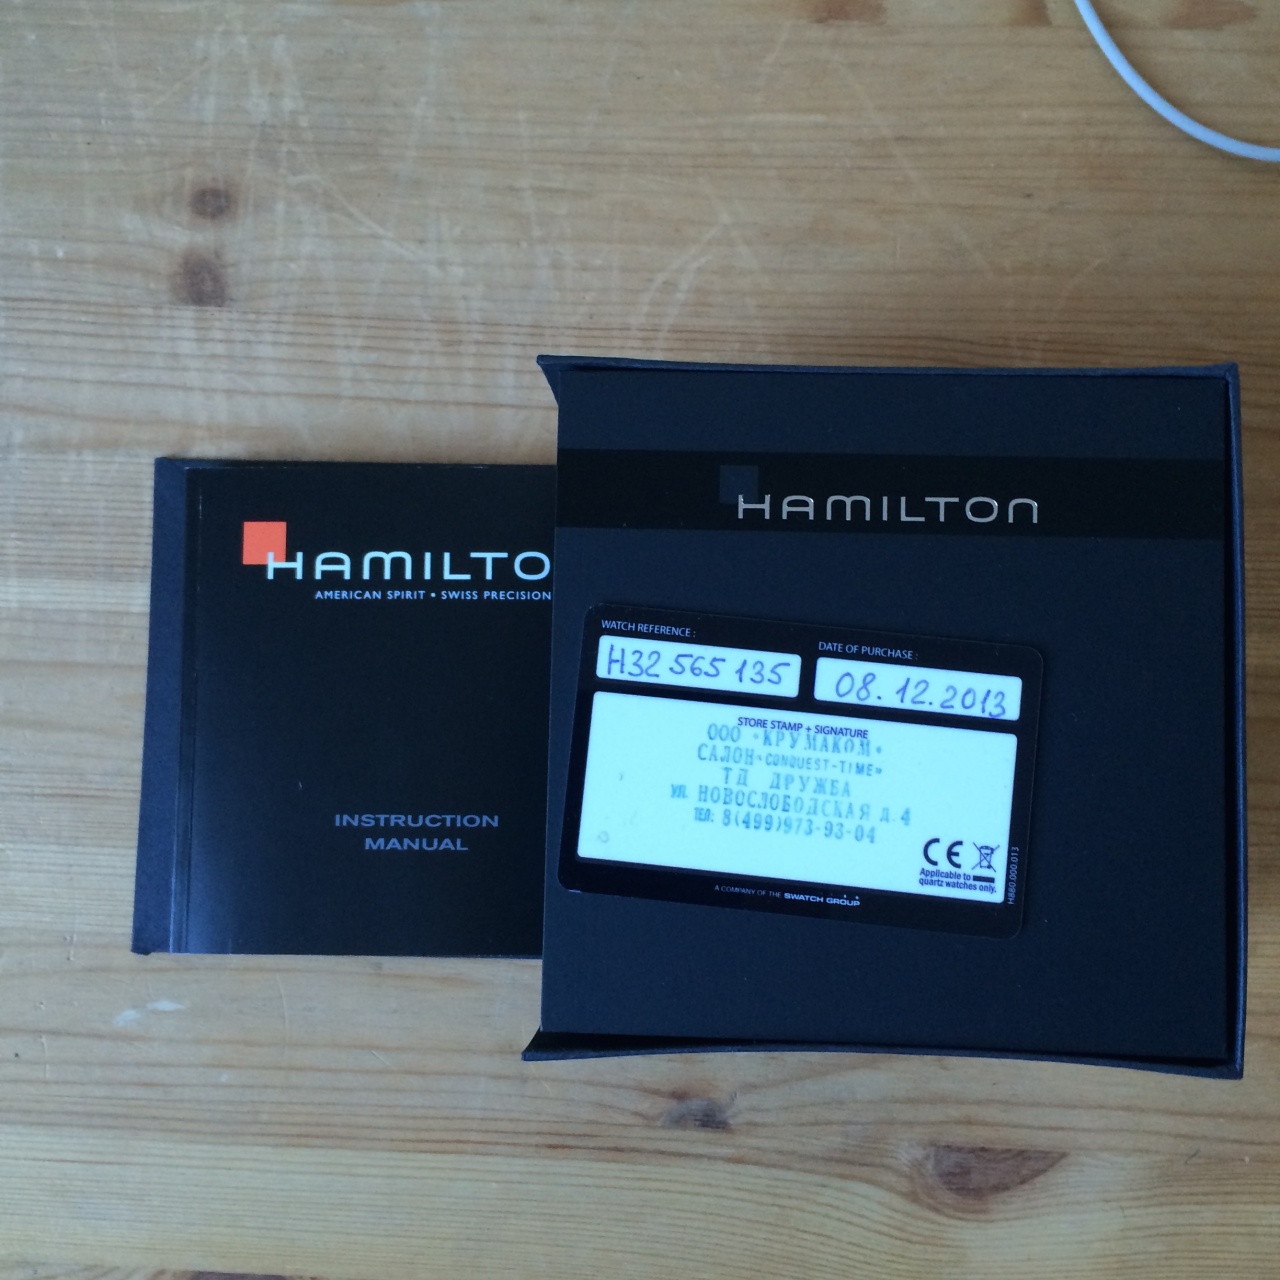 HAMILTON
HAMILTO
AMERICAN SPIRIT • SWISS PRECISION
INSTRUCTION
MANUAL
WATCH REFERENCE :
H32 565 135
DATE OF PURCHASE :
08.12.2013
STORE STAMP + SIGNATURE
ООО "КРУМАКОМ"
САЛОН "CONQUEST-TIME"
ТД ДРУЖБА
УЛ. НОВОСЛОБОДСКАЯ д.4
ТЕЛ: 8(499)973-93-04
CE
Applicable to
quartz watches only.
H880.000.013
A COMPANY OF THE SWATCH GROUP